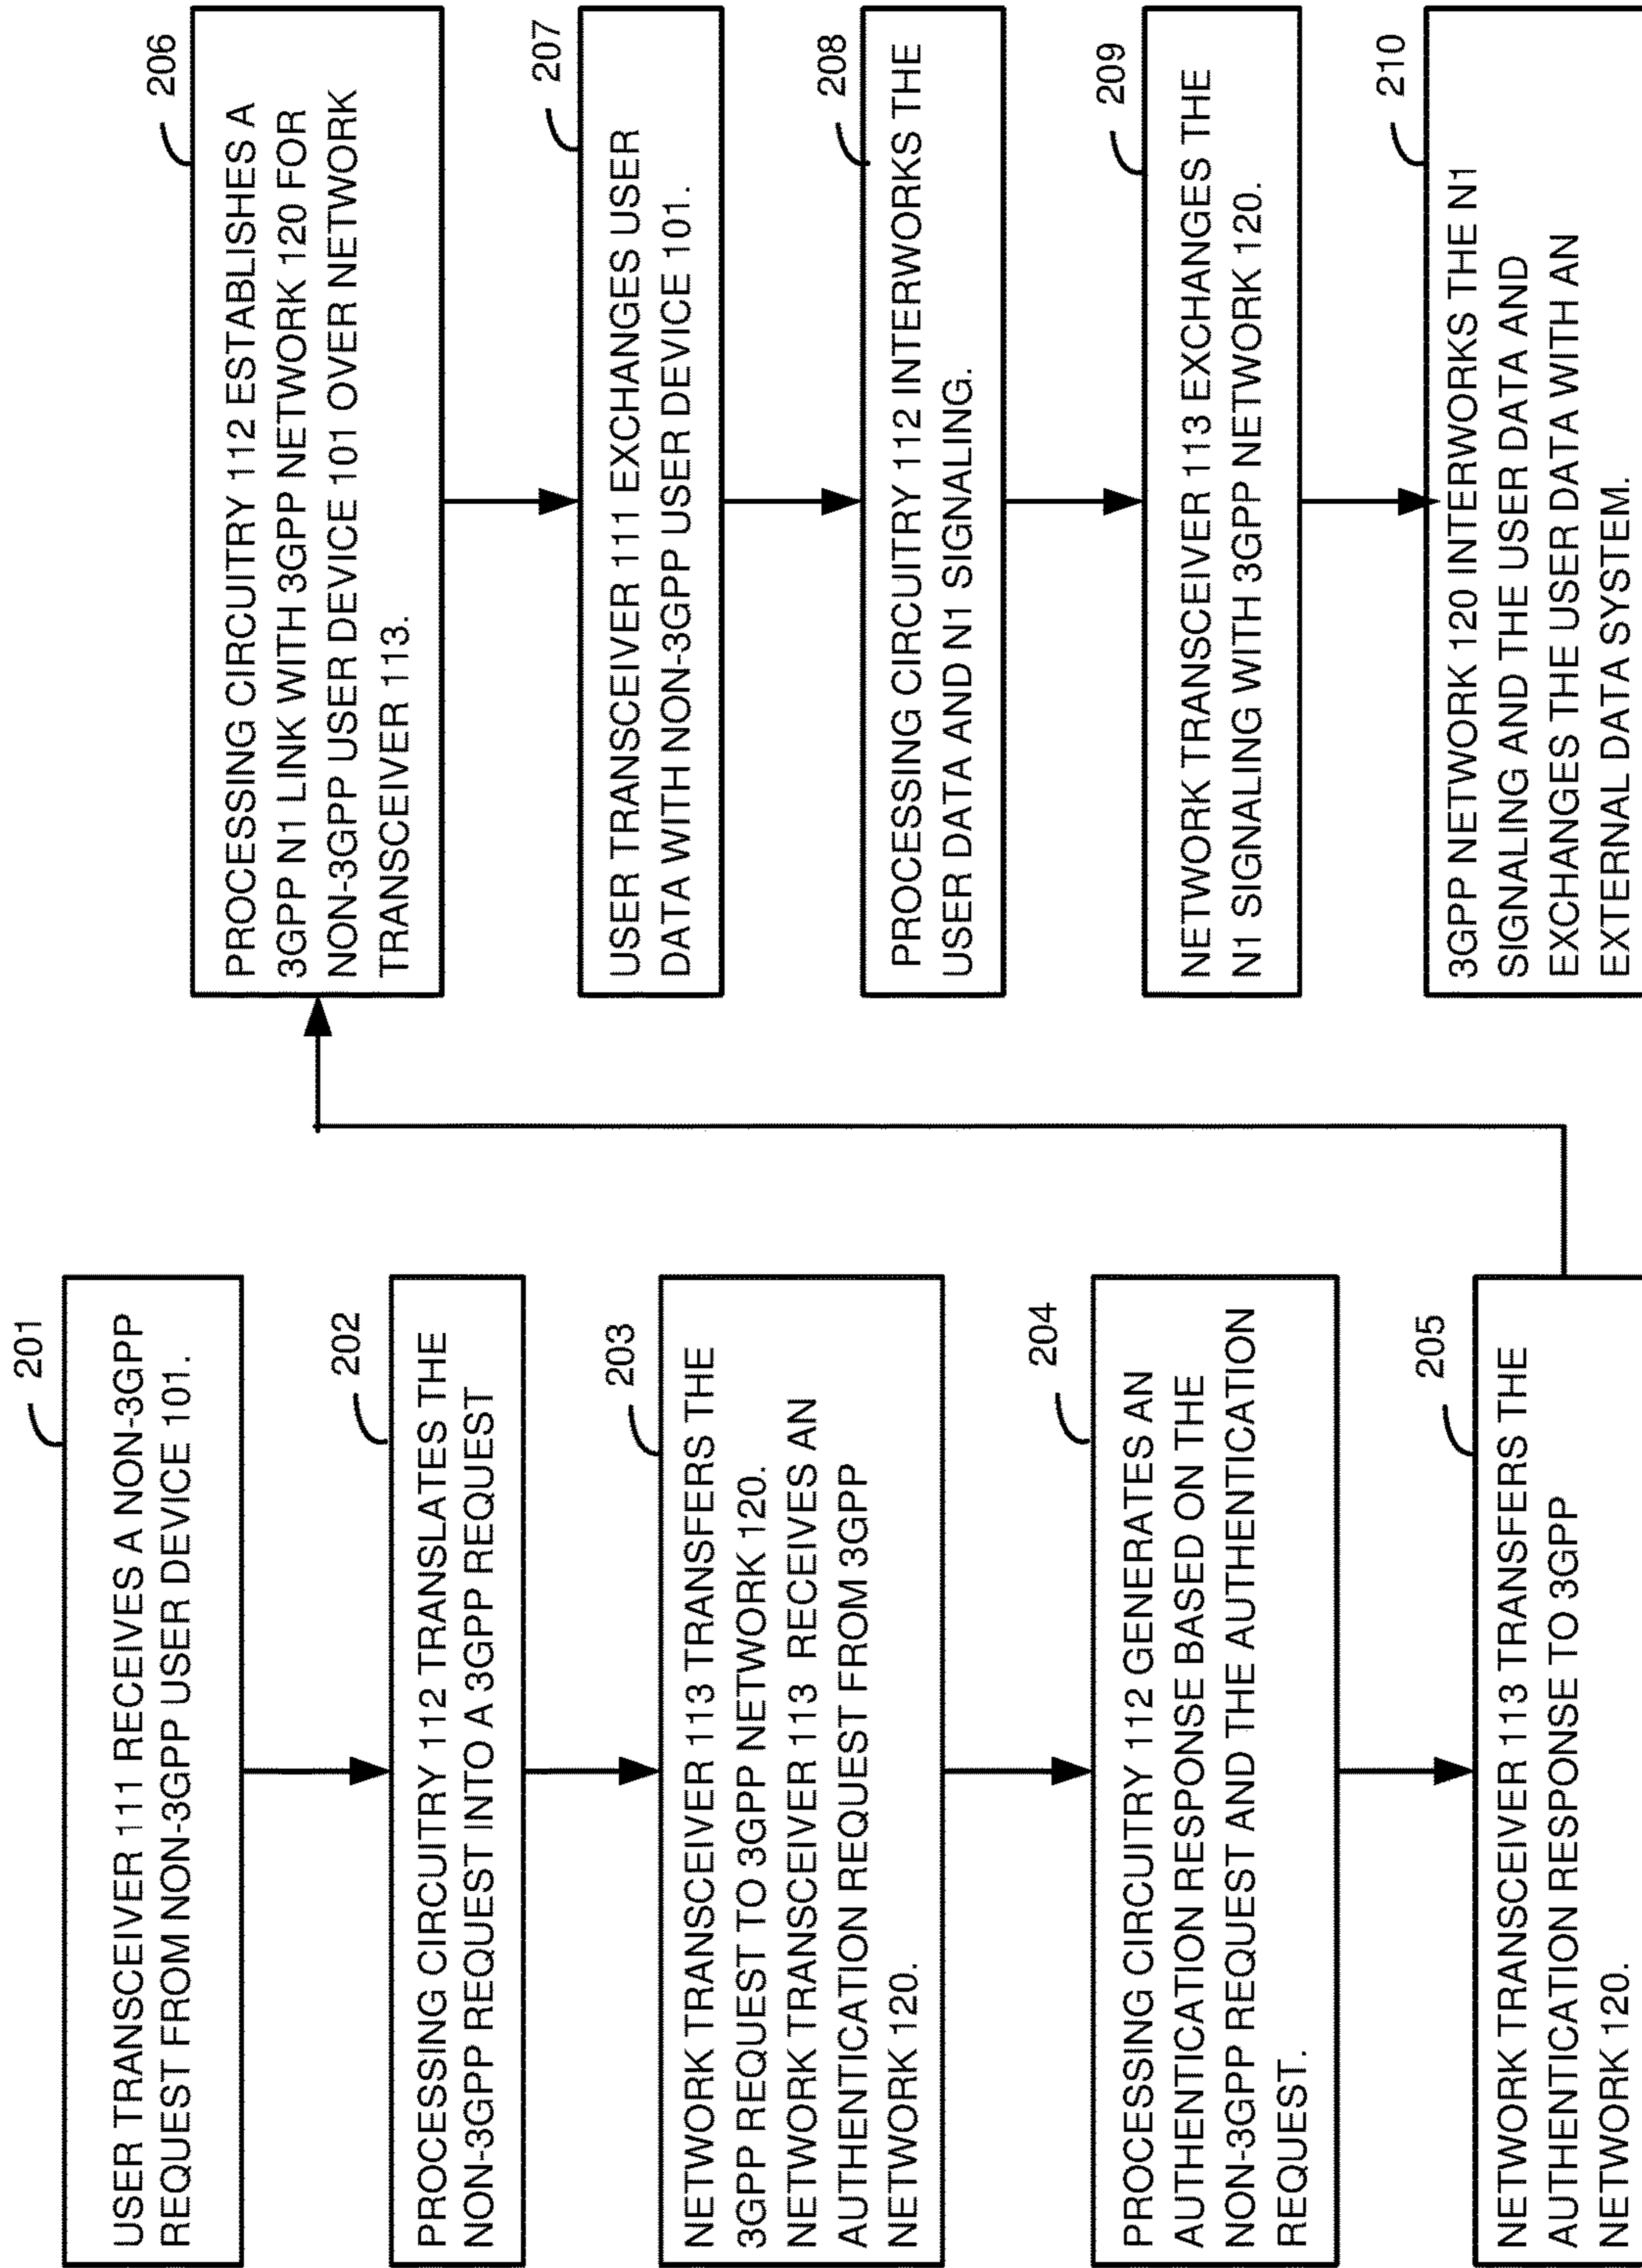 201
USER TRANSCEIVER 111 RECEIVES A NON-3GPP
REQUEST FROM NON-3GPP USER DEVICE 101.
202
PROCESSING CIRCUITRY 112 TRANSLATES THE
NON-3GPP REQUEST INTO A 3GPP REQUEST
203
NETWORK TRANSCEIVER 113 TRANSFERS THE
3GPP REQUEST TO 3GPP NETWORK 120.
NETWORK TRANSCEIVER 113 RECEIVES AN
AUTHENTICATION REQUEST FROM 3GPP
NETWORK 120.
204
PROCESSING CIRCUITRY 112 GENERATES AN
AUTHENTICATION RESPONSE BASED ON THE
NON-3GPP REQUEST AND THE AUTHENTICATION
REQUEST.
205
NETWORK TRANSCEIVER 113 TRANSFERS THE
AUTHENTICATION RESPONSE TO 3GPP
NETWORK 120.
206
PROCESSING CIRCUITRY 112 ESTABLISHES A
3GPP N1 LINK WITH 3GPP NETWORK 120 FOR
NON-3GPP USER DEVICE 101 OVER NETWORK
TRANSCEIVER 113.
207
USER TRANSCEIVER 111 EXCHANGES USER
DATA WITH NON-3GPP USER DEVICE 101.
208
PROCESSING CIRCUITRY 112 INTERWORKS THE
USER DATA AND N1 SIGNALING.
209
NETWORK TRANSCEIVER 113 EXCHANGES THE
N1 SIGNALING WITH 3GPP NETWORK 120.
210
3GPP NETWORK 120 INTERWORKS THE N1
SIGNALING AND THE USER DATA AND
EXCHANGES THE USER DATA WITH AN
EXTERNAL DATA SYSTEM.